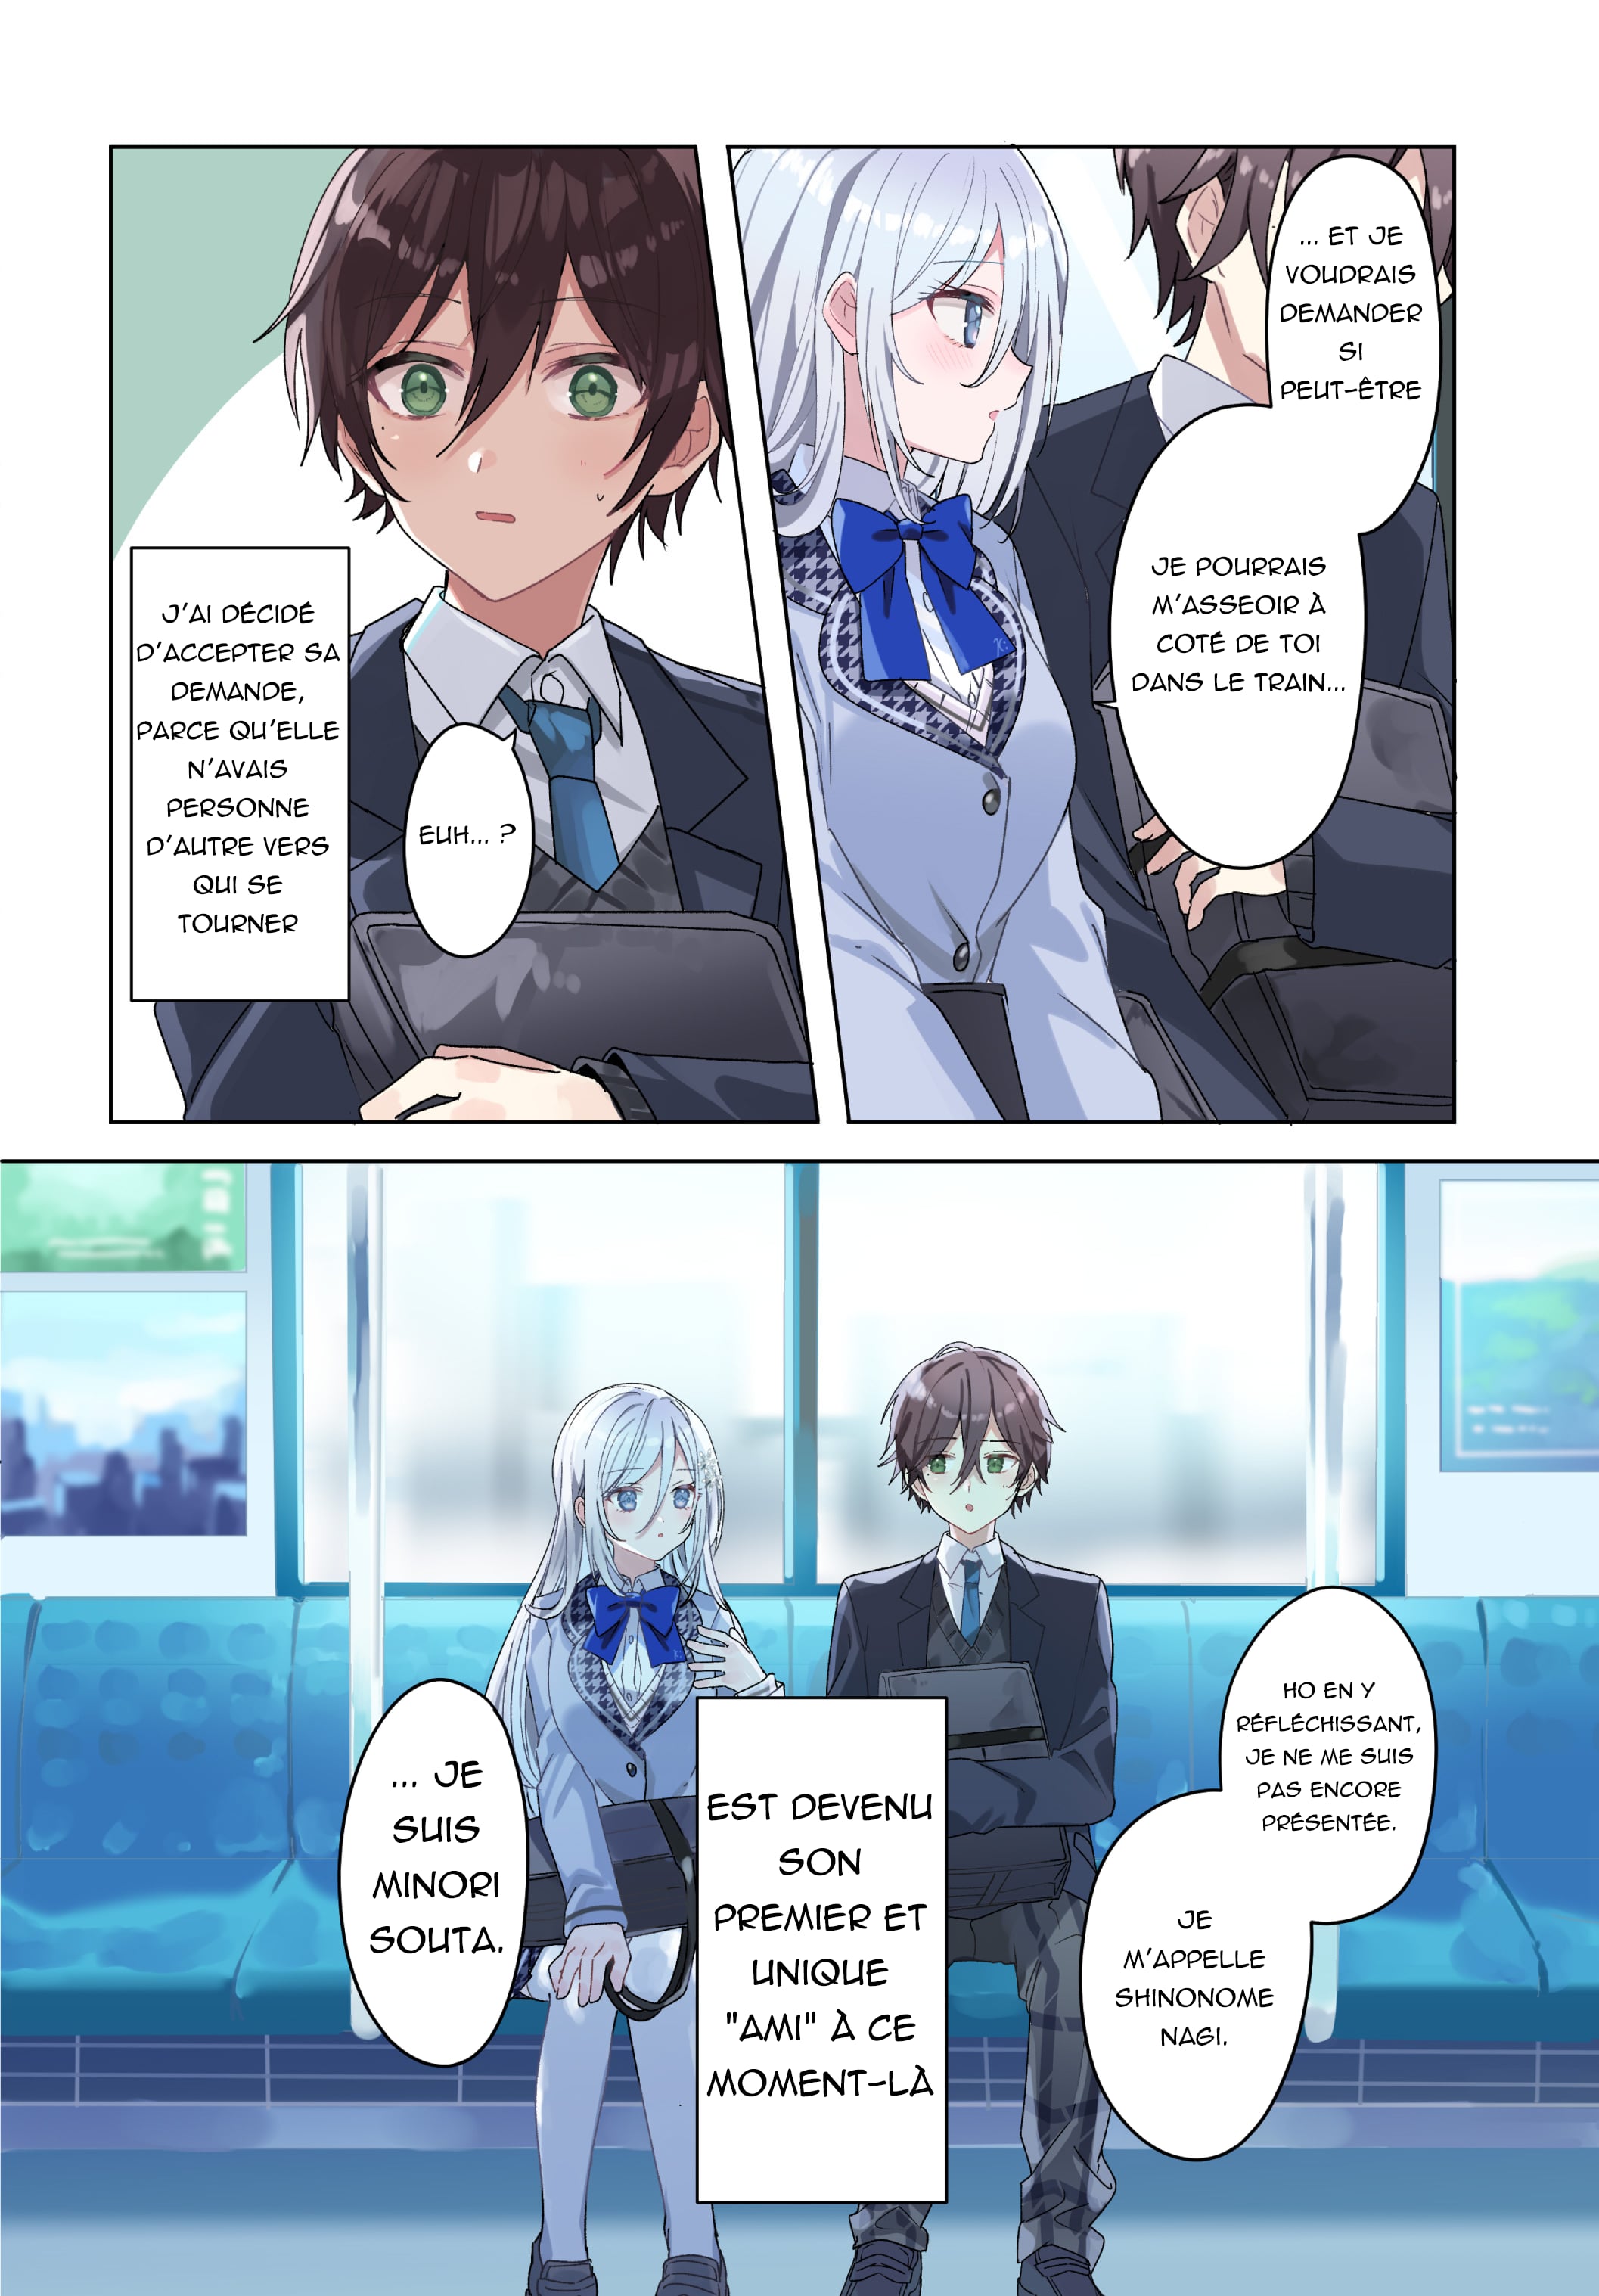 ... ET JE
VOUDRAIS
DEMANDER
SI
PEUT-ÊTRE
JE POURRAIS
M'ASSEOIR À
COTÉ DE TOI
DANS LE TRAIN...
EUH... ?
J'AI DÉCIDÉ
D'ACCEPTER SA
DEMANDE,
PARCE QU'ELLE
N'AVAIS
PERSONNE
D'AUTRE VERS
QUI SE
TOURNER
HO EN Y
RÉFLÉCHISSANT,
JE NE ME SUIS
PAS ENCORE
PRÉSENTÉE.
JE
M'APPELLE
SHINONOME
NAGI.
... JE
SUIS
MINORI
SOUTA.
EST DEVENU
SON
PREMIER ET
UNIQUE
"AMI" À CE
MOMENT-LÀ